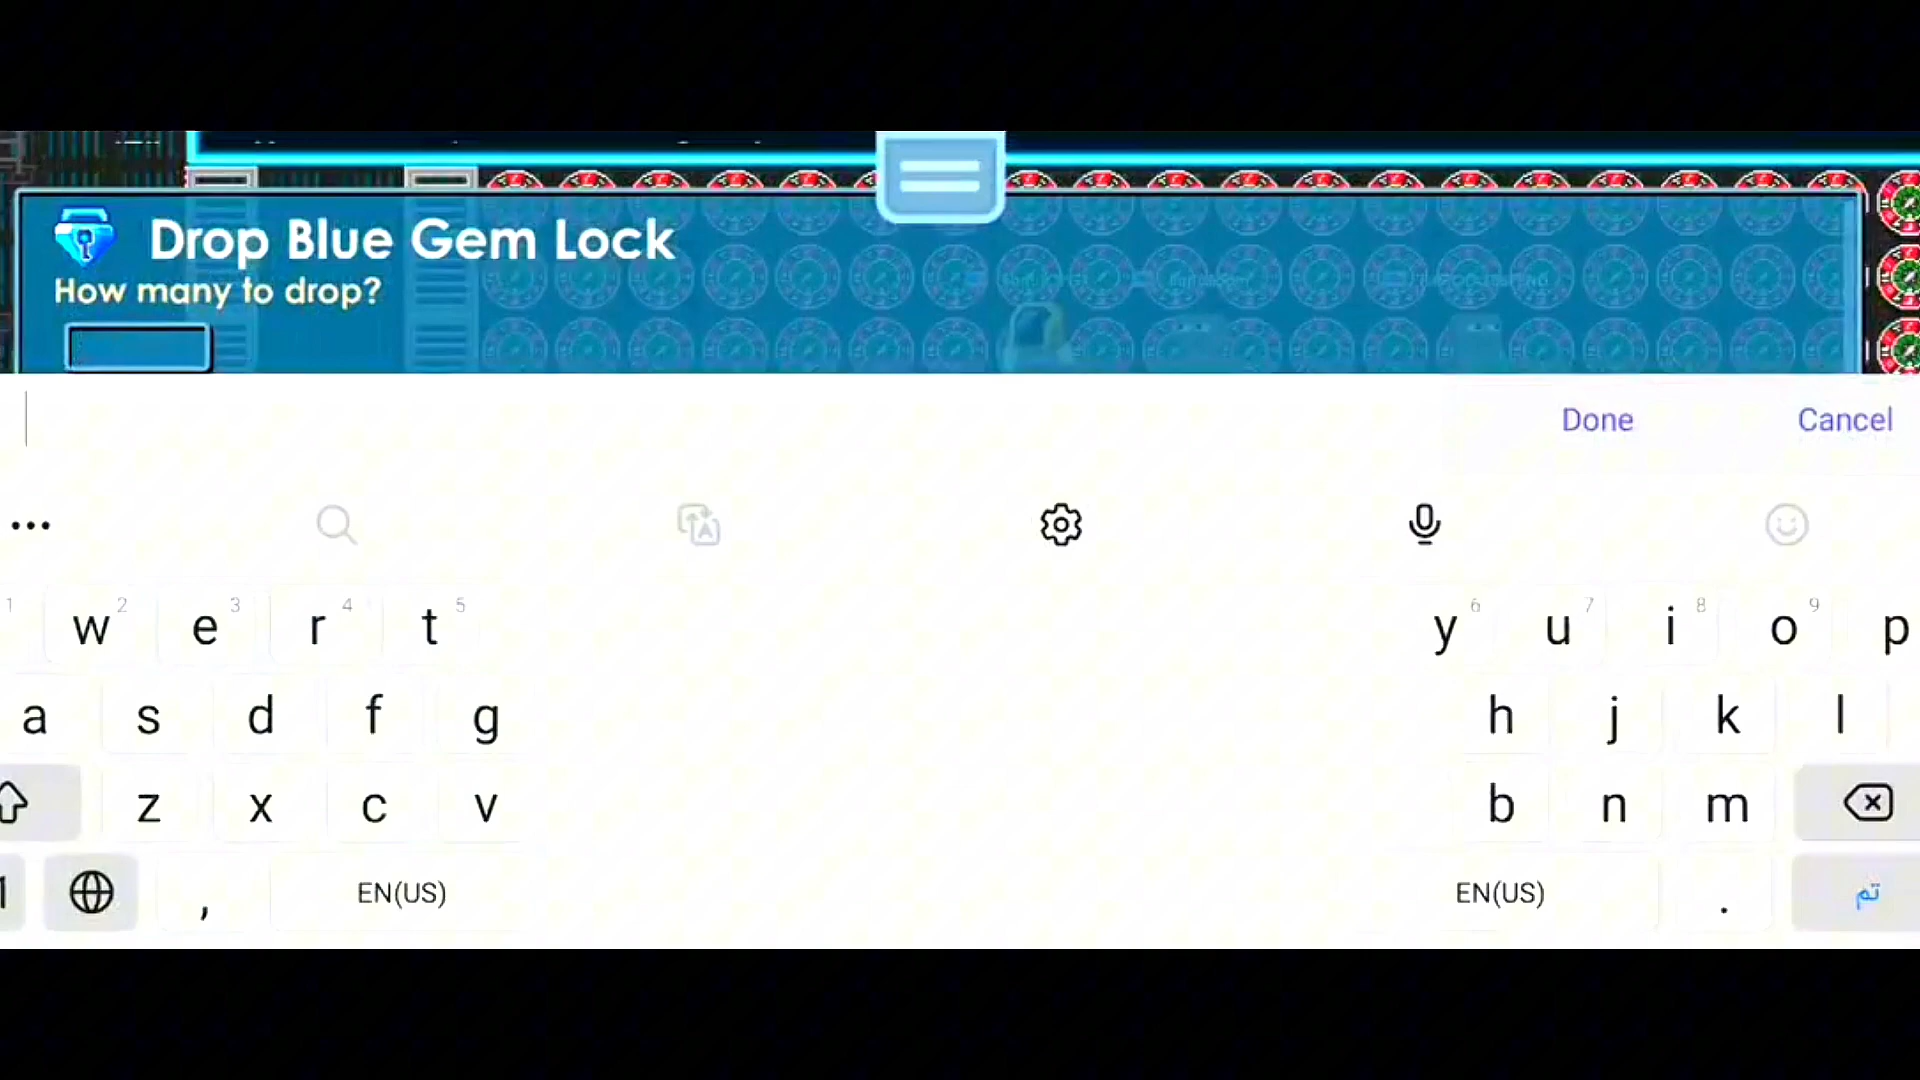 Drop Blue Gem Lock
How many to drop?
Done Cancel
1 2 3 4 5 6 7 8 9
w e r t y u i o p
a s d f g h j k l
z x c v b n m
, EN(US) EN(US) . تم